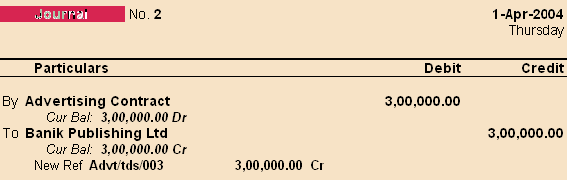 Journal No. 2 1-Apr-2004
Thursday
Particulars Debit Credit
By Advertising Contract 3,00,000.00
Cur Bal: 3,00,000.00 Dr
To Banik Publishing Ltd 3,00,000.00
Cur Bal: 3,00,000.00 Cr
New Ref Advt/tds/003 3,00,000.00 Cr